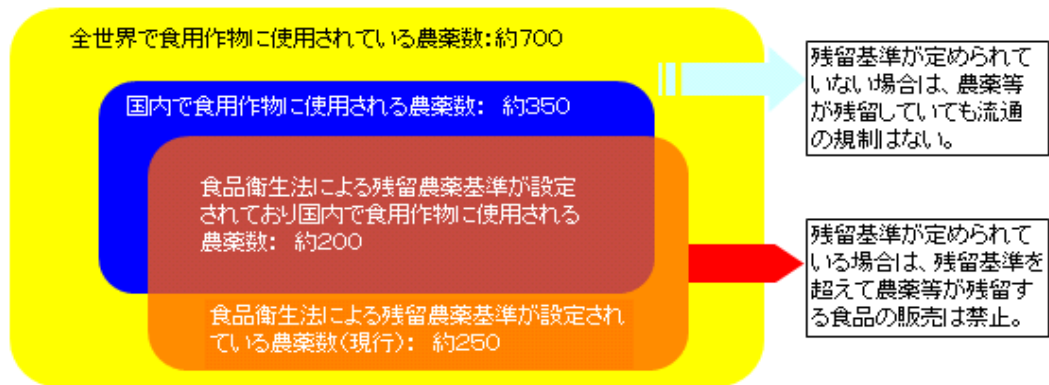 全世界で食用作物に使用されている農薬数:約700
国内で食用作物に使用される農薬数: 約350
食品衛生法による残留農薬基準が設定
されており国内で食用作物に使用される
農薬数: 約200
食品衛生法による残留農薬基準が設定され
ている農薬数(現行): 約250
残留基準が定められて
いない場合は、農薬等
が残留していても流通
の規制はない。
残留基準が定められて
いる場合は、残留基準を
超えて農薬等が残留す
る食品の販売は禁止。